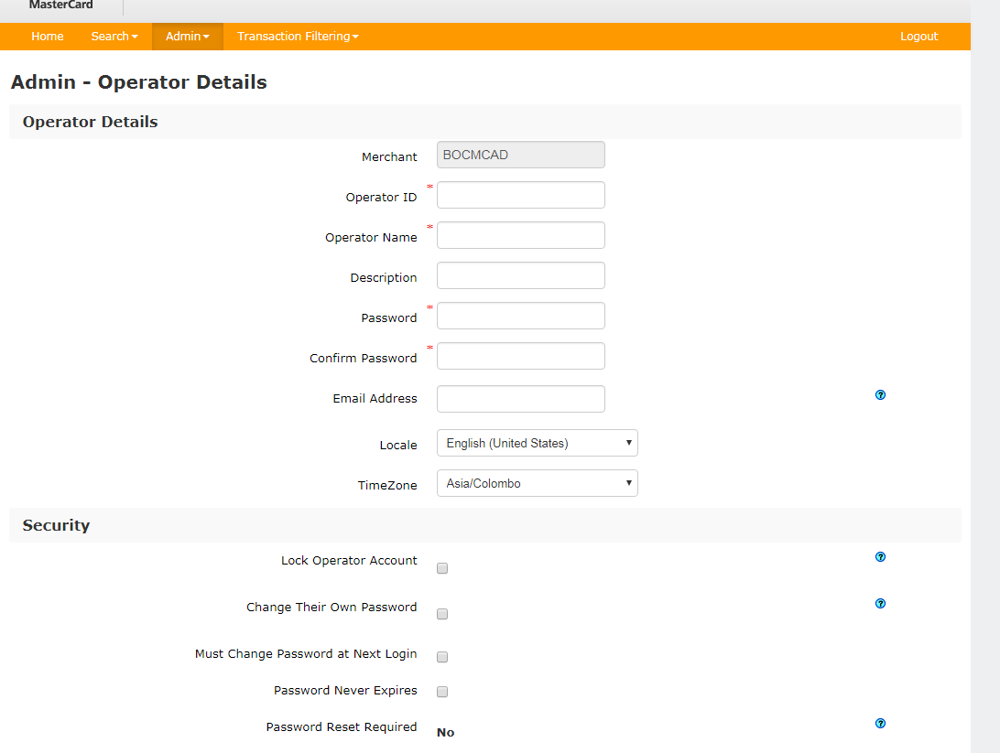 MasterCard
Home Search Admin Transaction Filtering Logout
Admin - Operator Details
Operator Details
Merchant BOCMCAD
Operator ID *
Operator Name *
Description
Password *
Confirm Password *
Email Address ?
Locale English (United States)
TimeZone Asia/Colombo
Security
Lock Operator Account ?
Change Their Own Password ?
Must Change Password at Next Login
Password Never Expires
Password Reset Required No ?